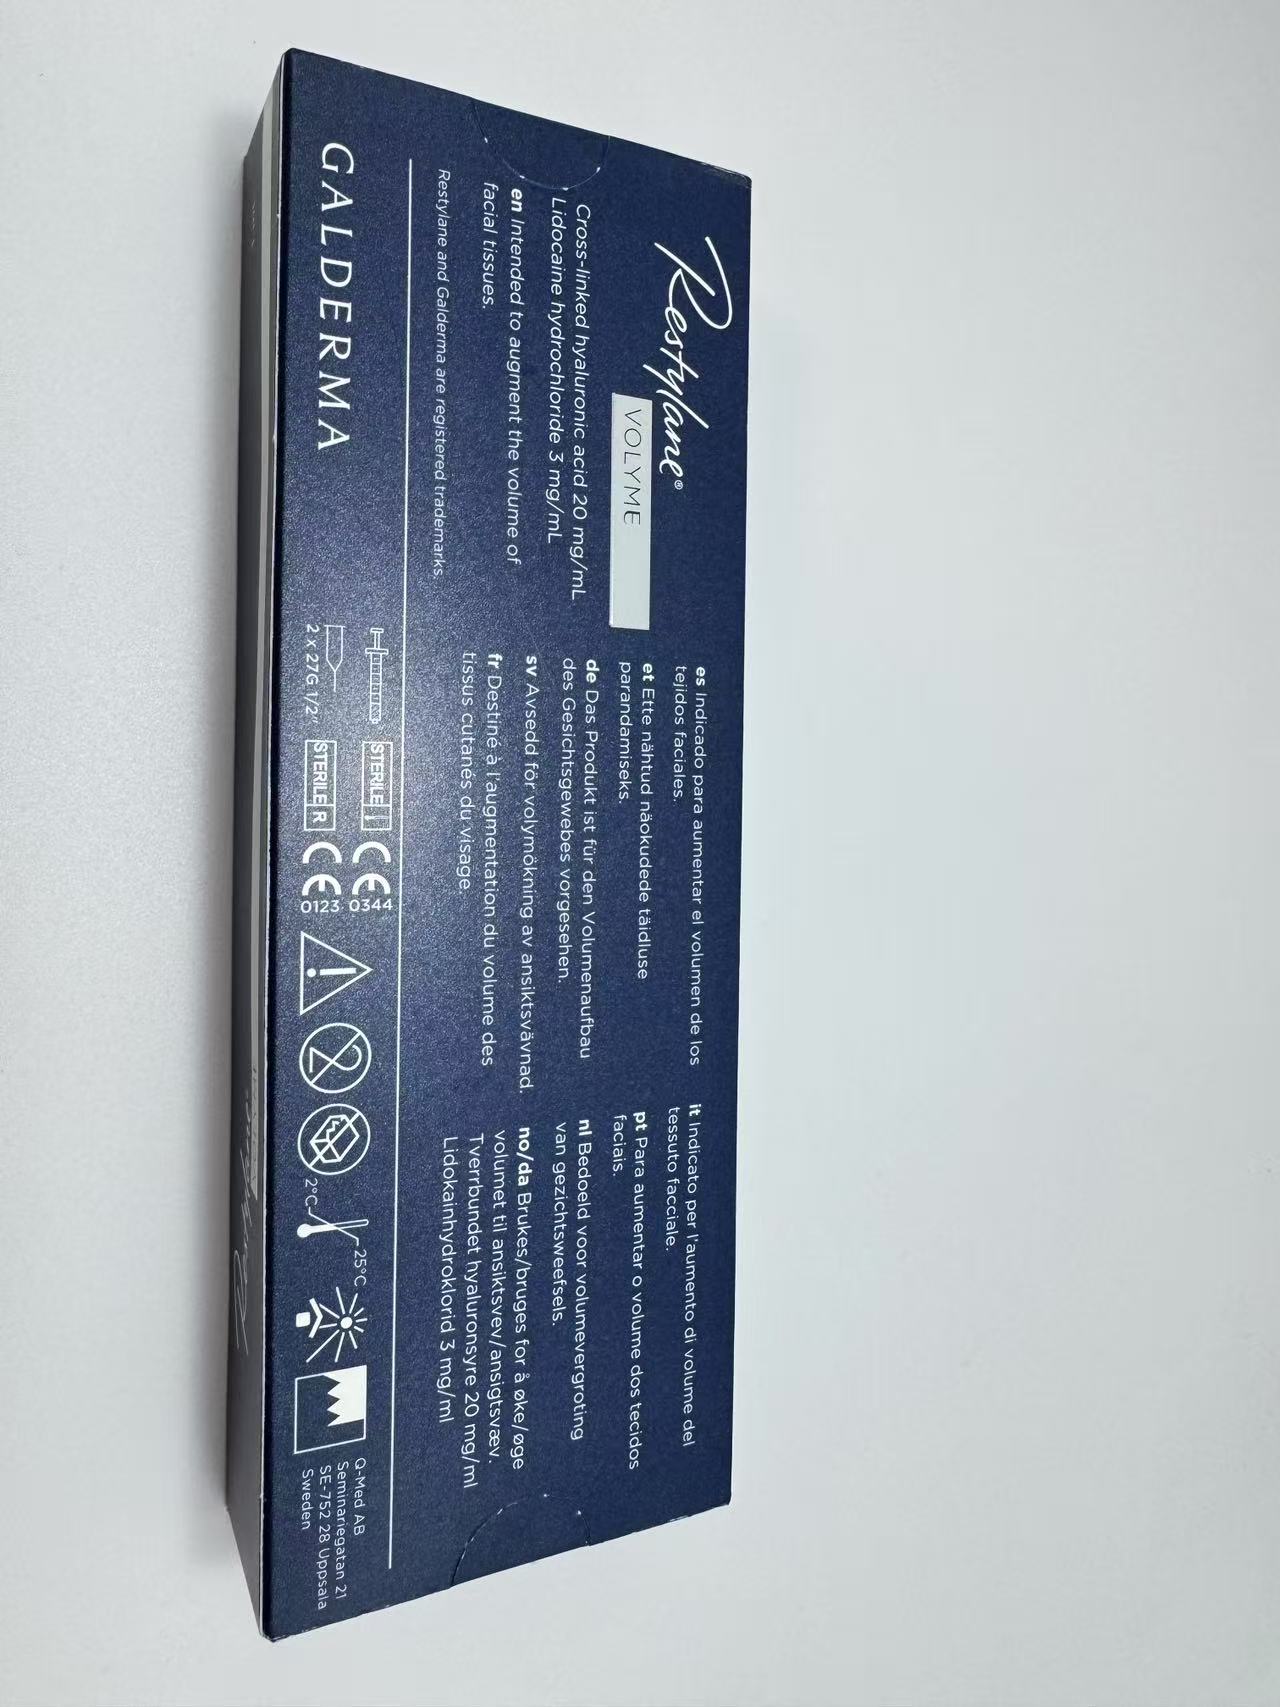 Restylane®
VOLYME
Cross-linked hyaluronic acid 20 mg/mL
Lidocaine hydrochloride 3 mg/mL
en Intended to augment the volume of
facial tissues.
Restylane and Galderma are registered trademarks.
es Indicado para aumentar el volumen de los
tejidos faciales.
et Ette nähtud näokudede täidluse
parandamiseks.
de Das Produkt ist für den Volumenaufbau
des Gesichtsgewebes vorgesehen.
sv Avsedd för volymökning av ansiktsvävnad.
fr Destiné à l'augmentation du volume des
tissus cutanés du visage.
it Indicato per l'aumento di volume del
tessuto facciale.
pt Para aumentar o volume dos tecidos
faciais.
nl Bedoeld voor volumevergroting
van gezichtsweefsels.
no/da Brukes/bruges for å øke/øge
volumet til ansiktsvev/ansigtsvæv.
Tverrbundet hyaluronsyre 20 mg/ml
Lidokainhydroklorid 3 mg/ml
GALDERMA
STERILE
0344
2 x 27G 1/2"
STERILE R
0123
2
2°C
25°C
Q-Med AB
Seminariegatan 21
SE-752 28 Uppsala
Sweden
Restylane